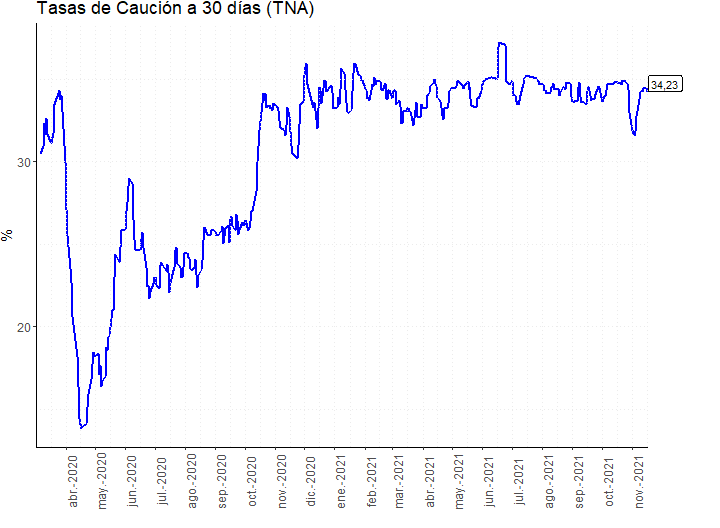 Tasas de Caución a 30 días (TNA)
%
30
20
34,23
abr.-2020
may.-2020
jun.-2020
jul.-2020
ago.-2020
sep.-2020
oct.-2020
nov.-2020
dic.-2020
ene.-2021
feb.-2021
mar.-2021
abr.-2021
may.-2021
jun.-2021
jul.-2021
ago.-2021
sep.-2021
oct.-2021
nov.-2021